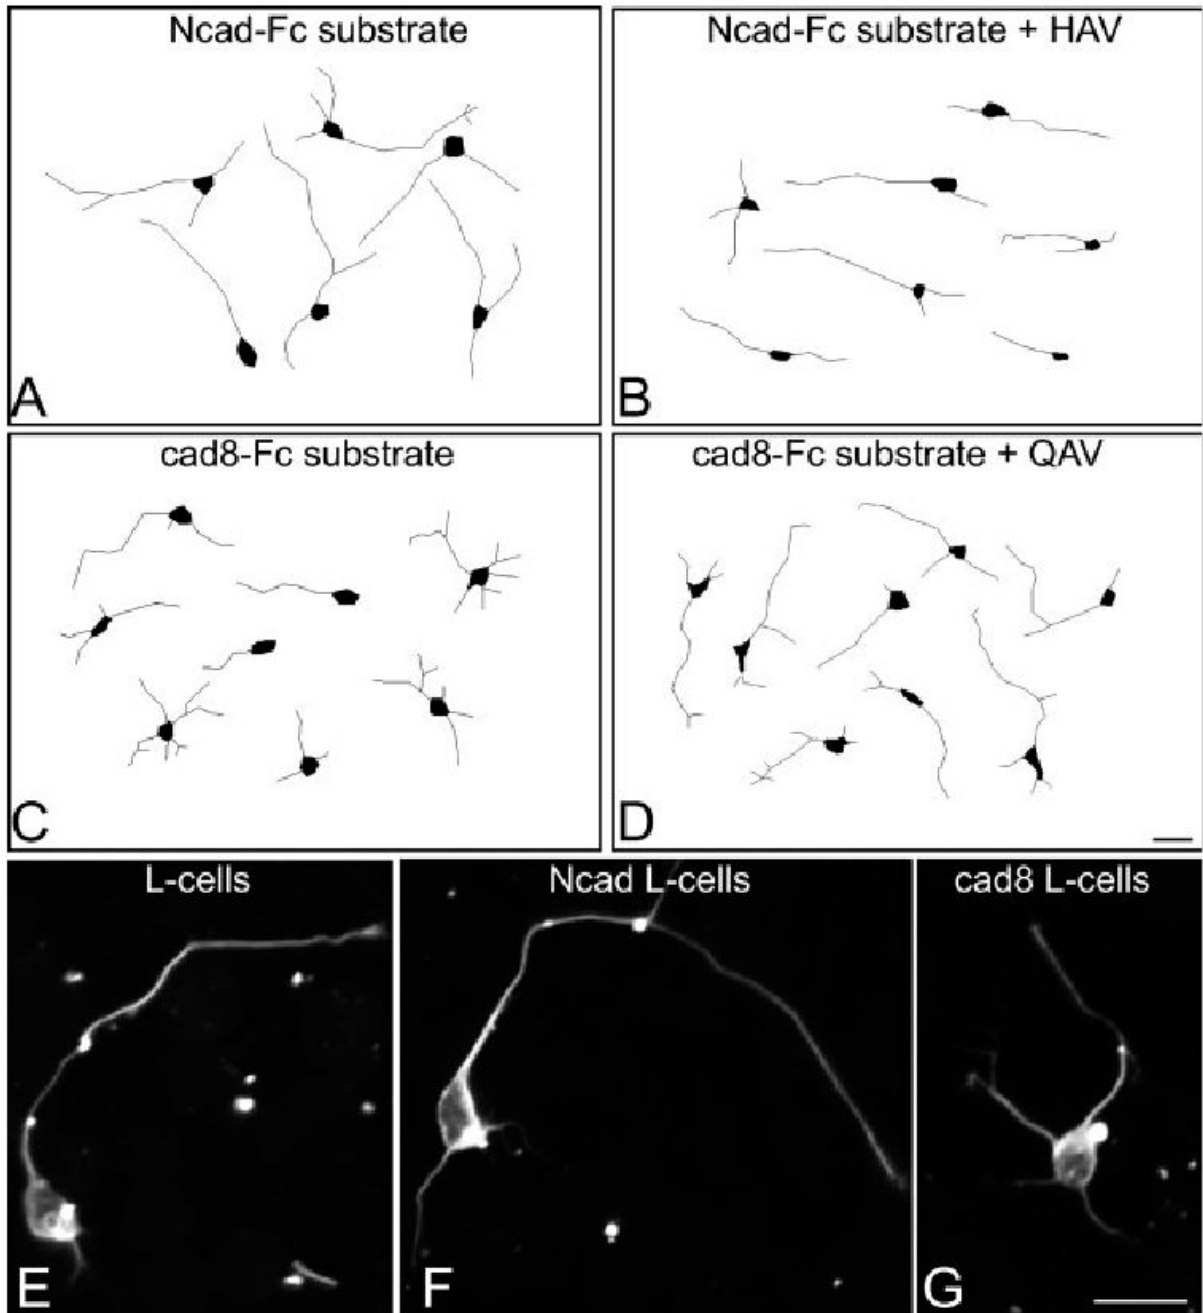 Ncad-Fc substrate
Ncad-Fc substrate + HAV
A
B
cad8-Fc substrate
cad8-Fc substrate + QAV
C
D
L-cells
Ncad L-cells
cad8 L-cells
E
F
G